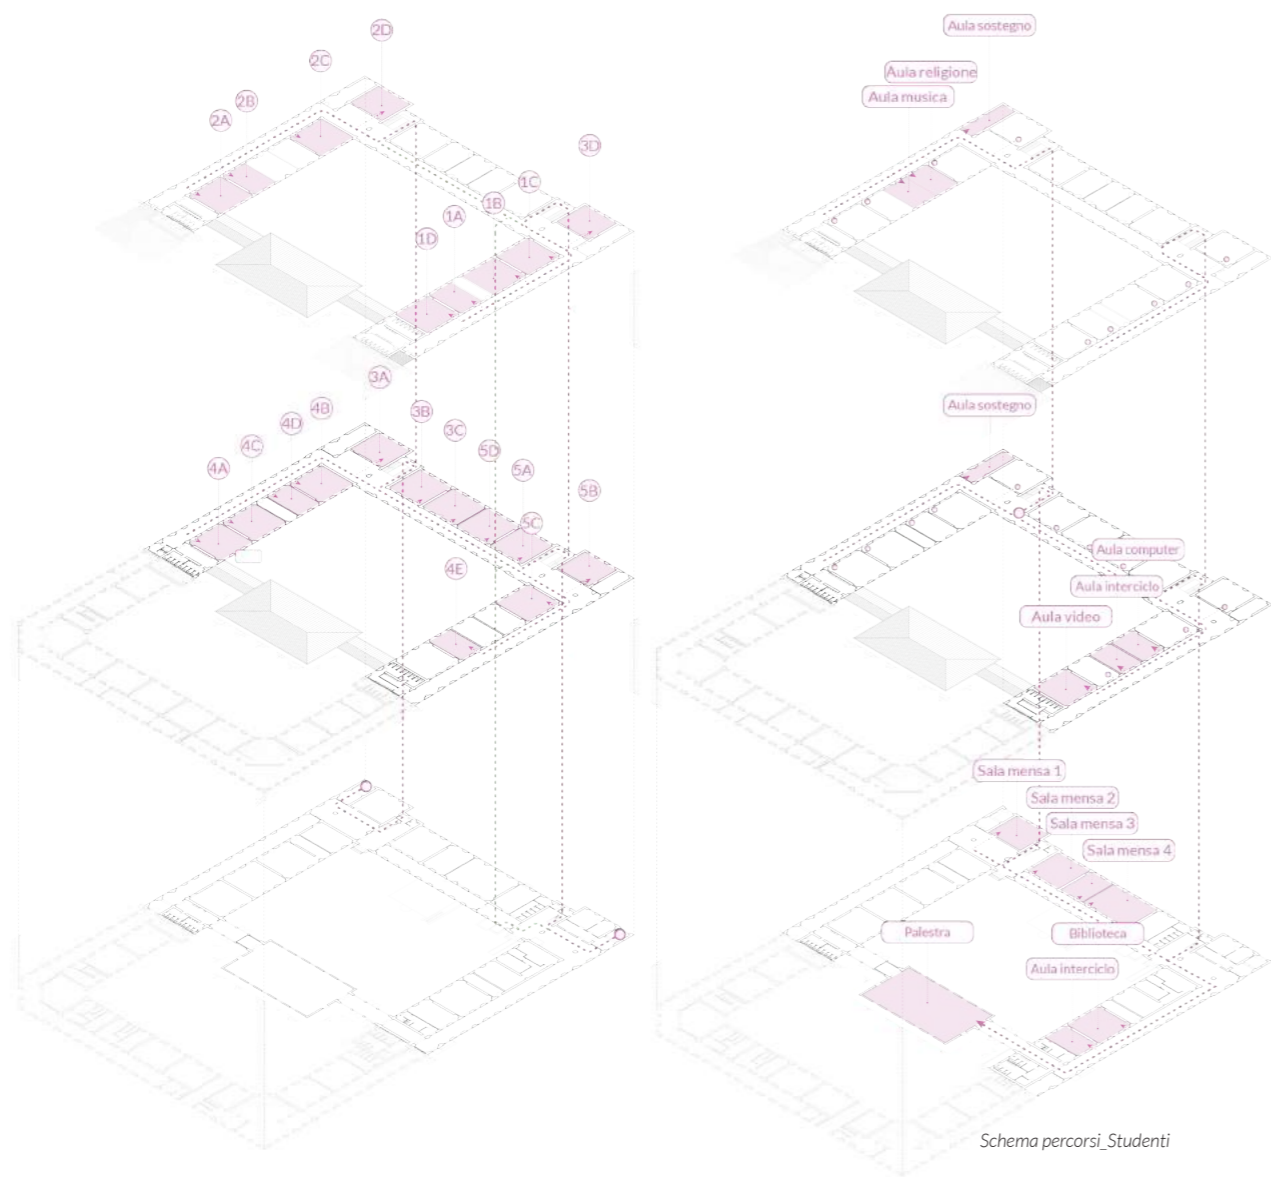 2D
2C
2B
2A
3D
1C
1B
1A
1D
3A
4B
3B
4D
3C
4C
5D
4A
5A
5B
5C
4E
Aula sostegno
Aula religione
Aula musica
Aula sostegno
Aula computer
Aula interciclo
Aula video
Sala mensa 1
Sala mensa 2
Sala mensa 3
Sala mensa 4
Palestra
Biblioteca
Aula interciclo
Schema percorsi_Studenti